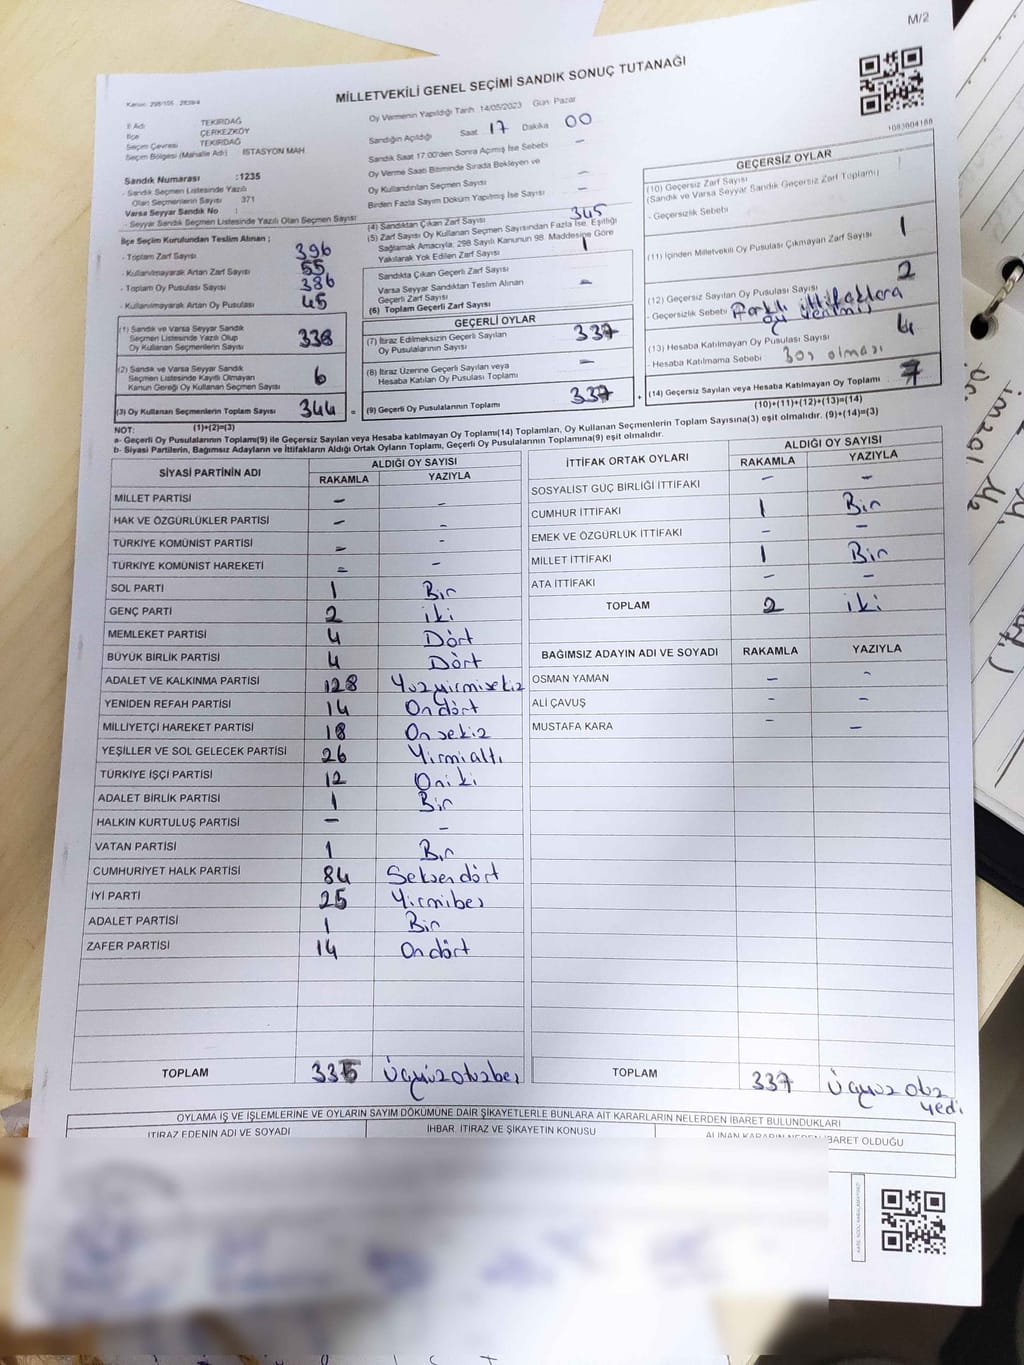 M/2
MİLLETVEKİLİ GENEL SEÇİMİ SANDIK SONUÇ TUTANAĞI
1083604188
İl Adı TEKİRDAĞ
İlçe ÇERKEZKÖY
Seçim Çevresi TEKİRDAĞ
Seçim Bölgesi (Mahalle Adı) : İSTASYON MAH
Sandık Numarası :1235
- Sandık Seçmen Listesinde Yazılı
Olan Seçmenlerin Sayısı 371
Varsa Seyyar Sandık No :
- Seyyar Sandık Seçmen Listesinde Yazılı Olan Seçmen Sayısı
Oy Vermenin Yapıldığı Tarih :14/05/2023 Gün: Pazar
Sandığın Açıldığı Saat 17 Dakika 00
Sandık Saat 17.00'den Sonra Açımış İse Sebebi -
Oy Verme Saati Bitiminde Sırada Bekleyen ve
Oy Kullandırılan Seçmen Sayısı -
Birden Fazla Sayım Döküm Yapılmış İse Sayısı -
İlçe Seçim Kurulundan Teslim Alınan ;
- Toplam Zarf Sayısı 396
- Kullanılmayarak Artan Zarf Sayısı 55
- Toplam Oy Pusulası Sayısı 386
- Kullanılmayarak Artan Oy Pusulası 45
(1) Sandık ve Varsa Seyyar Sandık
Seçmen Listesinde Yazılı Olup
Oy Kullanan Seçmenlerin Sayısı 338
(2) Sandık ve Varsa Seyyar Sandık
Seçmen Listesinde Kayıtlı Olmayan
Kanun Gereği Oy Kullanan Seçmen Sayısı 6
(3) Oy Kullanan Seçmenlerin Toplam Sayısı 344 =
(1)+(2)=(3)
(4) Sandıktan Çıkan Zarf Sayısı 345
(5) Zarf Sayısı Oy Kullanan Seçmen Sayısından Fazla İse, Eşitliği
Sağlamak Amacıyla, 298 Sayılı Kanunun 98. Maddesine Göre
Yakılarak Yok Edilen Zarf Sayısı 1
Sandıkta Çıkan Geçerli Zarf Sayısı
Varsa Seyyar Sandıktan Teslim Alınan
Geçerli Zarf Sayısı -
(6) Toplam Geçerli Zarf Sayısı
GEÇERLİ OYLAR
(7) İtiraz Edilmeksizin Geçerli Sayılan
Oy Pusulalarının Sayısı 337
(8) İtiraz Üzerine Geçerli Sayılan veya
Hesaba Katılan Oy Pusulası Toplamı -
(9) Geçerli Oy Pusulalarının Toplamı 337 +
GEÇERSİZ OYLAR
(10) Geçersiz Zarf Sayısı
(Sandık ve Varsa Seyyar Sandık Geçersiz Zarf Toplamı)
- Geçersizlik Sebebi
(11) İçinden Milletvekili Oy Pusulası Çıkmayan Zarf Sayısı 1
(12) Geçersiz Sayılan Oy Pusulası Sayısı 2
- Geçersizlik Sebebi Farklı ittifaklara
oy verilmiş
(13) Hesaba Katılmayan Oy Pusulası Sayısı 4
- Hesaba Katılmama Sebebi Boş olması
(14) Geçersiz Sayılan veya Hesaba Katılmayan Oy Toplamı 7
(10)+(11)+(12)+(13)=(14)
NOT:
a- Geçerli Oy Pusulalarının Toplamı(9) ile Geçersiz Sayılan veya Hesaba katılmayan Oy Toplamı(14) Toplamları, Oy Kullanan Seçmenlerin Toplam Sayısına(3) eşit olmalıdır. (9)+(14)=(3)
b- Siyasi Partilerin, Bağımsız Adayların ve İttifakların Aldığı Ortak Oyların Toplamı, Geçerli Oy Pusulalarının Toplamına(9) eşit olmalıdır.
SİYASİ PARTİNİN ADI ALDIĞI OY SAYISI
RAKAMLA YAZIYLA
MİLLET PARTİSİ - -
HAK VE ÖZGÜRLÜKLER PARTİSİ - -
TÜRKİYE KOMÜNİST PARTİSİ - -
TÜRKİYE KOMÜNİST HAREKETİ - -
SOL PARTİ 1 Bir
GENÇ PARTİ 2 iki
MEMLEKET PARTİSİ 4 Dört
BÜYÜK BİRLİK PARTİSİ 4 Dört
ADALET VE KALKINMA PARTİSİ 128 Yüzyirmisekiz
YENİDEN REFAH PARTİSİ 14 Ondört
MİLLİYETÇİ HAREKET PARTİSİ 18 Onsekiz
YEŞİLLER VE SOL GELECEK PARTİSİ 26 Yirmialtı
TÜRKİYE İŞÇİ PARTİSİ 12 Oniki
ADALET BİRLİK PARTİSİ 1 Bir
HALKIN KURTULUŞ PARTİSİ - -
VATAN PARTİSİ 1 Bir
CUMHURİYET HALK PARTİSİ 84 Seksendört
İYİ PARTİ 25 Yirmibeş
ADALET PARTİSİ 1 Bir
ZAFER PARTİSİ 14 Ondört
TOPLAM 335 Üçyüzotuzbeş
İTTİFAK ORTAK OYLARI ALDIĞI OY SAYISI
RAKAMLA YAZIYLA
SOSYALİST GÜÇ BİRLİĞİ İTTİFAKI - -
CUMHUR İTTİFAKI 1 Bir
EMEK VE ÖZGÜRLÜK İTTİFAKI - -
MİLLET İTTİFAKI 1 Bir
ATA İTTİFAKI - -
TOPLAM 2 iki
BAĞIMSIZ ADAYIN ADI VE SOYADI RAKAMLA YAZIYLA
OSMAN YAMAN - -
ALİ ÇAVUŞ - -
MUSTAFA KARA - -
TOPLAM 337 Üçyüz otuz
yedi
OYLAMA İŞ VE İŞLEMLERİNE VE OYLARIN SAYIM DÖKÜMÜNE DAİR ŞİKAYETLERLE BUNLARA AİT KARARLARIN NELERDEN İBARET BULUNDUKLARI
İTİRAZ EDENİN ADI VE SOYADI İHBAR, İTİRAZ VE ŞİKAYETİN KONUSU ALINAN KARARIN NEDEN İBARET OLDUĞU